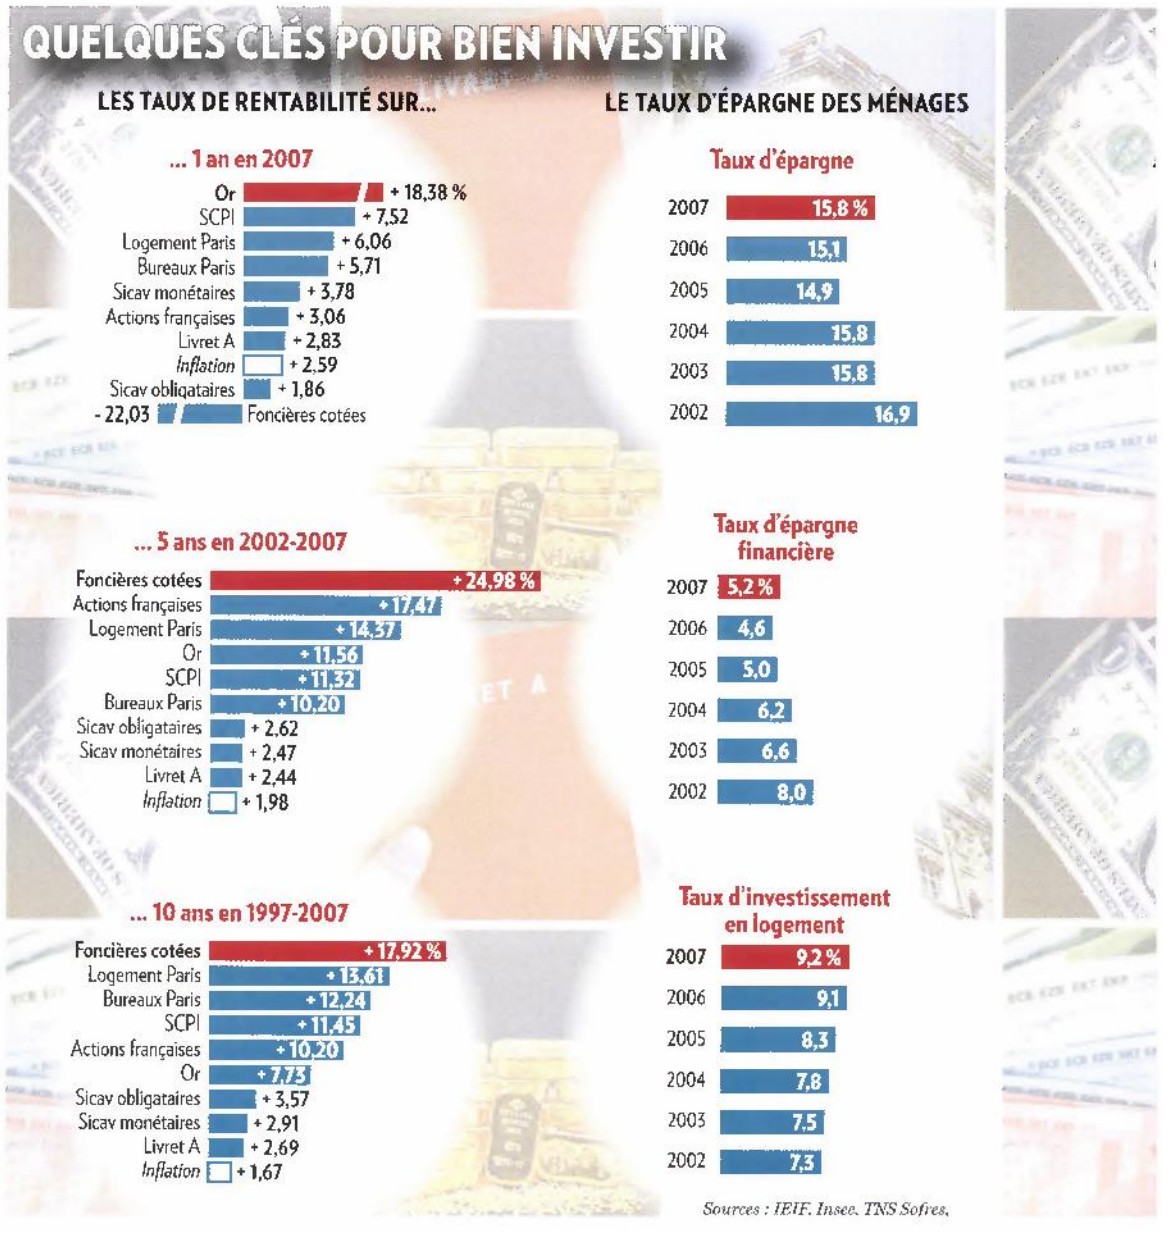 QUELQUES CLÉS POUR BIEN INVESTIR
LES TAUX DE RENTABILITÉ SUR...
... 1 an en 2007
Or + 18,38 %
SCPI + 7,52
Logement Paris + 6,06
Bureaux Paris + 5,71
Sicav monétaires + 3,78
Actions françaises + 3,06
Livret A + 2,83
Inflation + 2,59
Sicav obligataires + 1,86
- 22,03 Foncières cotées
... 5 ans en 2002-2007
Foncières cotées + 24,98 %
Actions françaises + 17,47
Logement Paris + 14,37
Or + 11,56
SCPI + 11,32
Bureaux Paris + 10,20
Sicav obligataires + 2,62
Sicav monétaires + 2,47
Livret A + 2,44
Inflation + 1,98
... 10 ans en 1997-2007
Foncières cotées + 17,92 %
Logement Paris + 13,61
Bureaux Paris + 12,24
SCPI + 11,45
Actions françaises + 10,20
Or + 7,73
Sicav obligataires + 3,57
Sicav monétaires + 2,91
Livret A + 2,69
Inflation + 1,67
LE TAUX D'ÉPARGNE DES MÉNAGES
Taux d'épargne
2007 15,8 %
2006 15,1
2005 14,9
2004 15,8
2003 15,8
2002 16,9
Taux d'épargne
financière
2007 5,2 %
2006 4,6
2005 5,0
2004 6,2
2003 6,6
2002 8,0
Taux d'investissement
en logement
2007 9,2 %
2006 9,1
2005 8,3
2004 7,8
2003 7,5
2002 7,3
Sources : IEIF, Insee, TNS Sofres,
LIVRET A
ET A